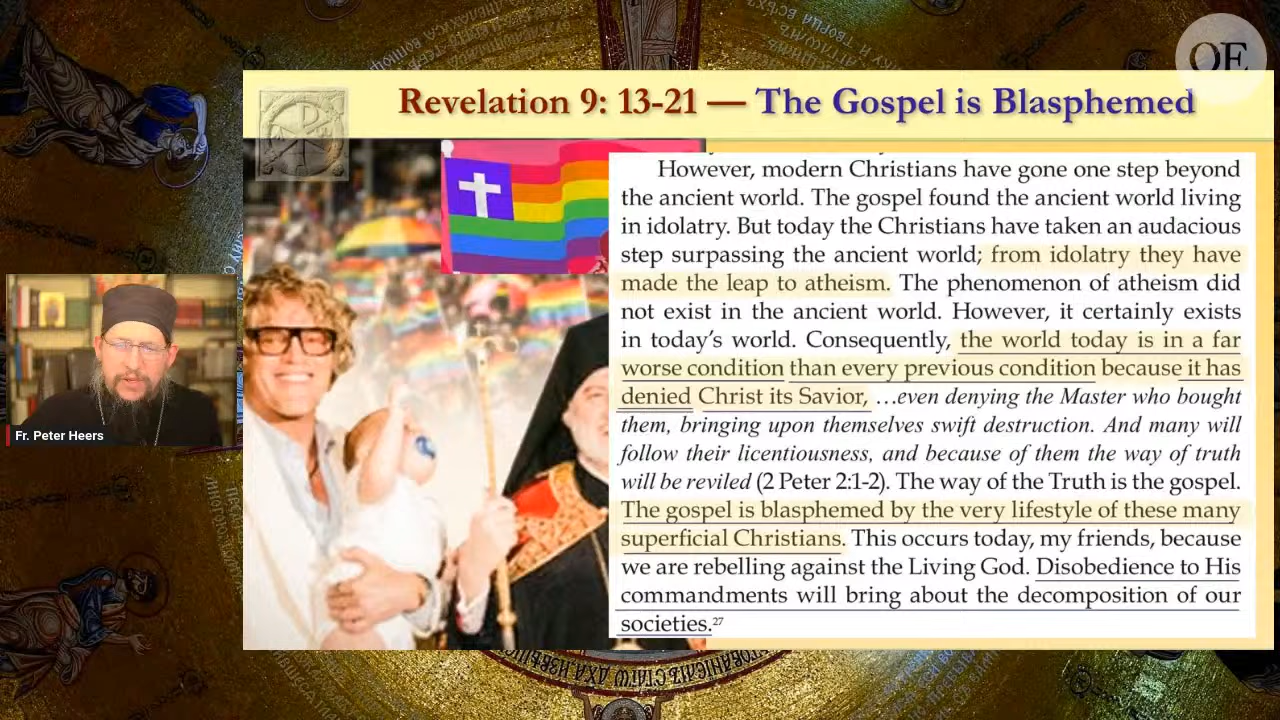 OE
Revelation 9: 13-21 — The Gospel is Blasphemed
However, modern Christians have gone one step beyond
the ancient world. The gospel found the ancient world living
in idolatry. But today the Christians have taken an audacious
step surpassing the ancient world; from idolatry they have
made the leap to atheism. The phenomenon of atheism did
not exist in the ancient world. However, it certainly exists
in today’s world. Consequently, the world today is in a far
worse condition than every previous condition because it has
denied Christ its Savior, …even denying the Master who bought
them, bringing upon themselves swift destruction. And many will
follow their licentiousness, and because of them the way of truth
will be reviled (2 Peter 2:1-2). The way of the Truth is the gospel.
The gospel is blasphemed by the very lifestyle of these many
superficial Christians. This occurs today, my friends, because
we are rebelling against the Living God. Disobedience to His
commandments will bring about the decomposition of our
societies.27
Fr. Peter Heers